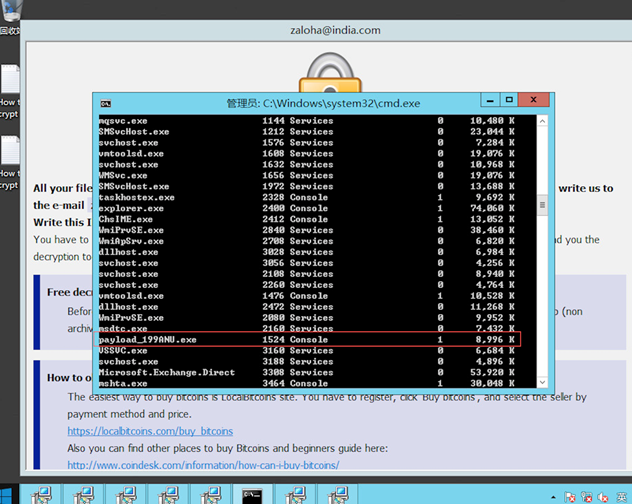 zaloha@india.com
回收
管理员: C:\Windows\system32\cmd.exe
How t
crypt
How t
crypt
mqsvc.exe 1144 Services 0 10,480 K
SMSvcHost.exe 1212 Services 0 23,044 K
svchost.exe 1576 Services 0 7,284 K
vmtoolsd.exe 1608 Services 0 19,076 K
svchost.exe 1632 Services 0 10,968 K
WMSvc.exe 1656 Services 0 19,076 K
SMSvcHost.exe 1972 Services 0 13,688 K
taskhostex.exe 2328 Console 1 9,692 K
explorer.exe 2400 Console 1 74,060 K
ChsIME.exe 2412 Console 1 13,052 K
WmiPrvSE.exe 2840 Services 0 38,460 K
WmiApSrv.exe 2708 Services 0 6,820 K
dllhost.exe 3028 Services 0 6,984 K
svchost.exe 3056 Services 0 4,256 K
svchost.exe 2108 Services 0 8,940 K
svchost.exe 2260 Services 0 4,764 K
vmtoolsd.exe 1476 Console 1 10,528 K
dllhost.exe 2472 Services 0 11,268 K
WmiPrvSE.exe 2080 Services 0 9,952 K
msdtc.exe 2160 Services 0 7,432 K
payload_199ANU.exe 1524 Console 1 8,996 K
VSSVC.exe 3160 Services 0 6,684 K
svchost.exe 3188 Services 0 4,896 K
Microsoft.Exchange.Direct 3308 Services 0 53,920 K
mshta.exe 3464 Console 1 30,048 K
All your file write us to
the e-mail
Write this I
You have to nd you the
decryption to
Free decr
Befor o (non
archiv
How to o
The easiest way to buy bitcoins is LocalBitcoins site. You have to register, click 'Buy bitcoins', and select the seller by
payment method and price.
https://localbitcoins.com/buy_bitcoins
Also you can find other places to buy Bitcoins and beginners guide here:
http://www.coindesk.com/information/how-can-i-buy-bitcoins/
英